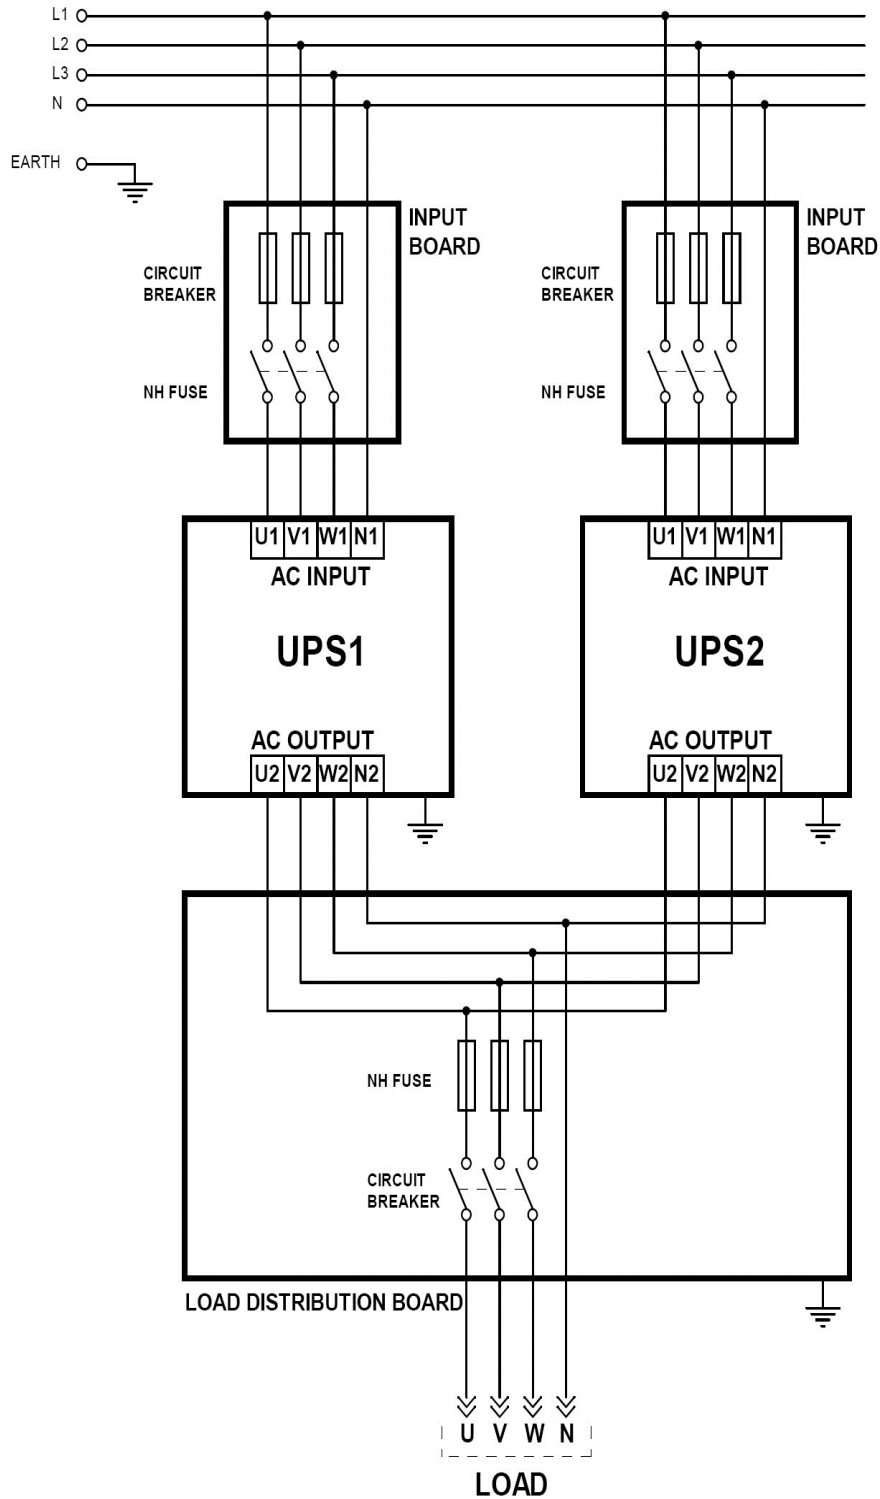 L1
L2
L3
N
EARTH
INPUT
BOARD
CIRCUIT
BREAKER
NH FUSE
INPUT
BOARD
CIRCUIT
BREAKER
NH FUSE
U1 V1 W1 N1
AC INPUT
UPS1
AC OUTPUT
U2 V2 W2 N2
U1 V1 W1 N1
AC INPUT
UPS2
AC OUTPUT
U2 V2 W2 N2
NH FUSE
CIRCUIT
BREAKER
LOAD DISTRIBUTION BOARD
U V W N
LOAD